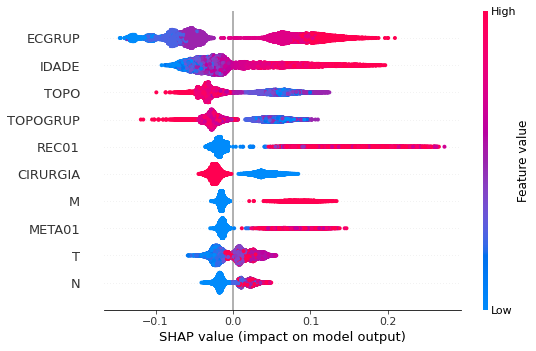 High
ECGRUP
IDADE
TOPO
TOPOGRUP
REC01
CIRURGIA
M
META01
T
N
Feature value
Low
−0.1 0.0 0.1 0.2
SHAP value (impact on model output)